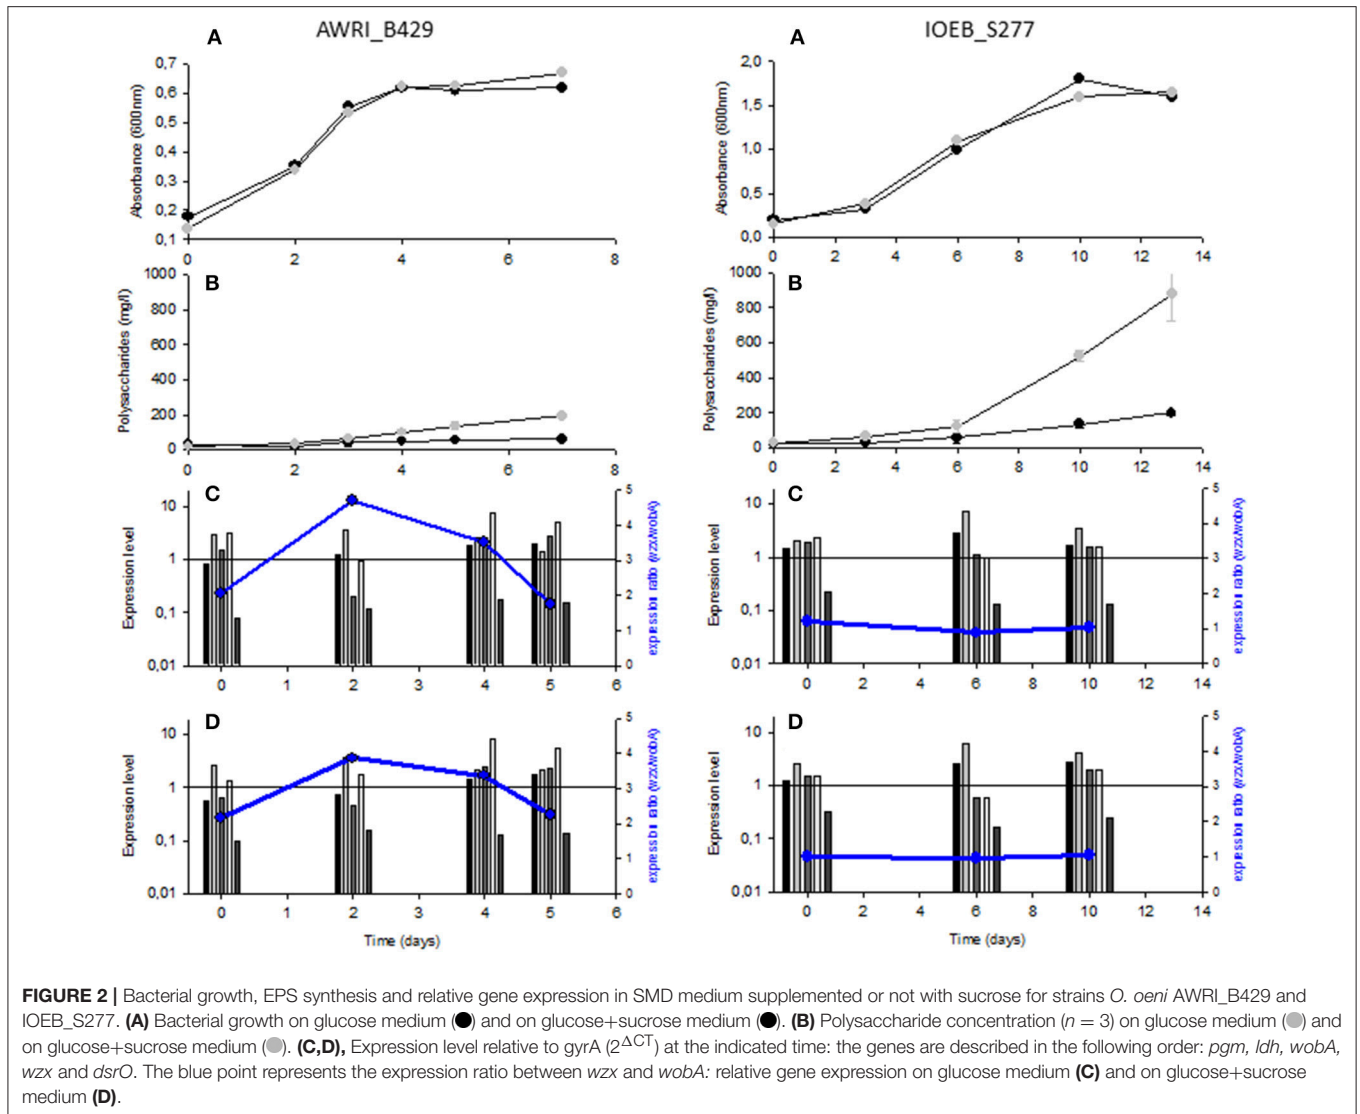 AWRI_B429
IOEB_S277
A
0,7
0,6
0,5
0,4
0,3
0,2
0,1
Absorbance (600nm)
0 2 4 6 8
A
2,0
1,5
1,0
0,5
0,0
Absorbance (600nm)
0 2 4 6 8 10 12 14
B
1000
800
600
400
200
0
Polysaccharides (mg/l)
0 2 4 6 8
B
1000
800
600
400
200
0
Polysaccharides (mg/l)
0 2 4 6 8 10 12 14
C
10
1
0,1
0,01
Expression level
5
4
3
2
1
0
expression ratio (wzx/wobA)
0 1 2 3 4 5 6
C
10
1
0,1
0,01
Expression level
5
4
3
2
1
0
expression ratio (wzx/wobA)
0 2 4 6 8 10 12 14
D
10
1
0,1
0,01
Expression level
5
4
3
2
1
0
expression ratio (wzx/wobA)
0 1 2 3 4 5 6
Time (days)
D
10
1
0,1
0,01
Expression level
5
4
3
2
1
0
expression ratio (wzx/wobA)
0 2 4 6 8 10 12 14
Time (days)
FIGURE 2 | Bacterial growth, EPS synthesis and relative gene expression in SMD medium supplemented or not with sucrose for strains O. oeni AWRI_B429 and
IOEB_S277. (A) Bacterial growth on glucose medium (●) and on glucose+sucrose medium (●). (B) Polysaccharide concentration (n = 3) on glucose medium (●) and
on glucose+sucrose medium (●). (C,D), Expression level relative to gyrA (2^ΔCT) at the indicated time: the genes are described in the following order: pgm, ldh, wobA,
wzx and dsrO. The blue point represents the expression ratio between wzx and wobA: relative gene expression on glucose medium (C) and on glucose+sucrose
medium (D).